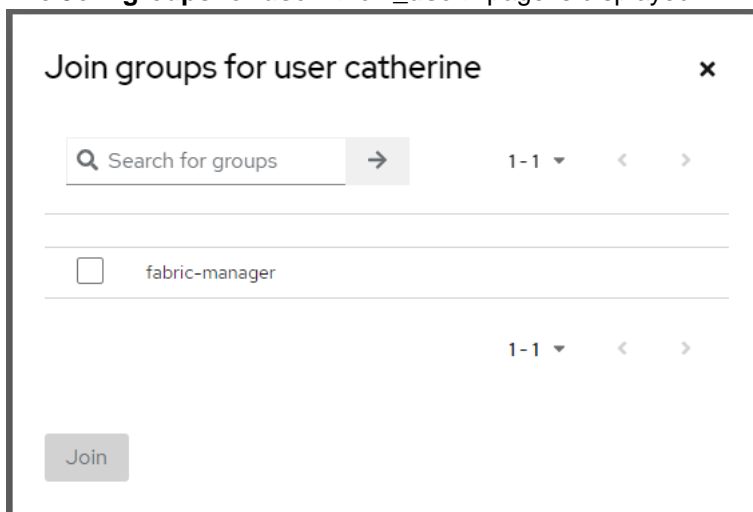 Join groups for user catherine
Search for groups
1-1
fabric-manager
1-1
Join